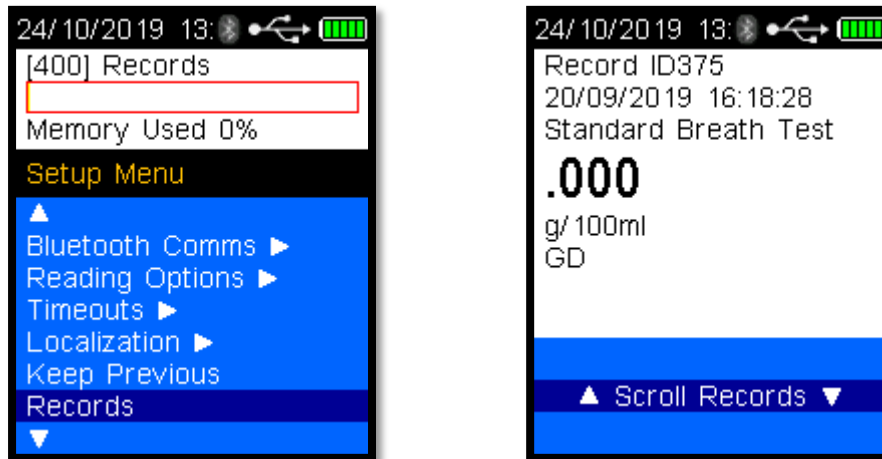 24/10/2019 13:
[400] Records
Memory Used 0%
Setup Menu
Bluetooth Comms
Reading Options
Timeouts
Localization
Keep Previous
Records
24/10/2019 13:
Record ID375
20/09/2019 16:18:28
Standard Breath Test
.000
g/100ml
GD
Scroll Records